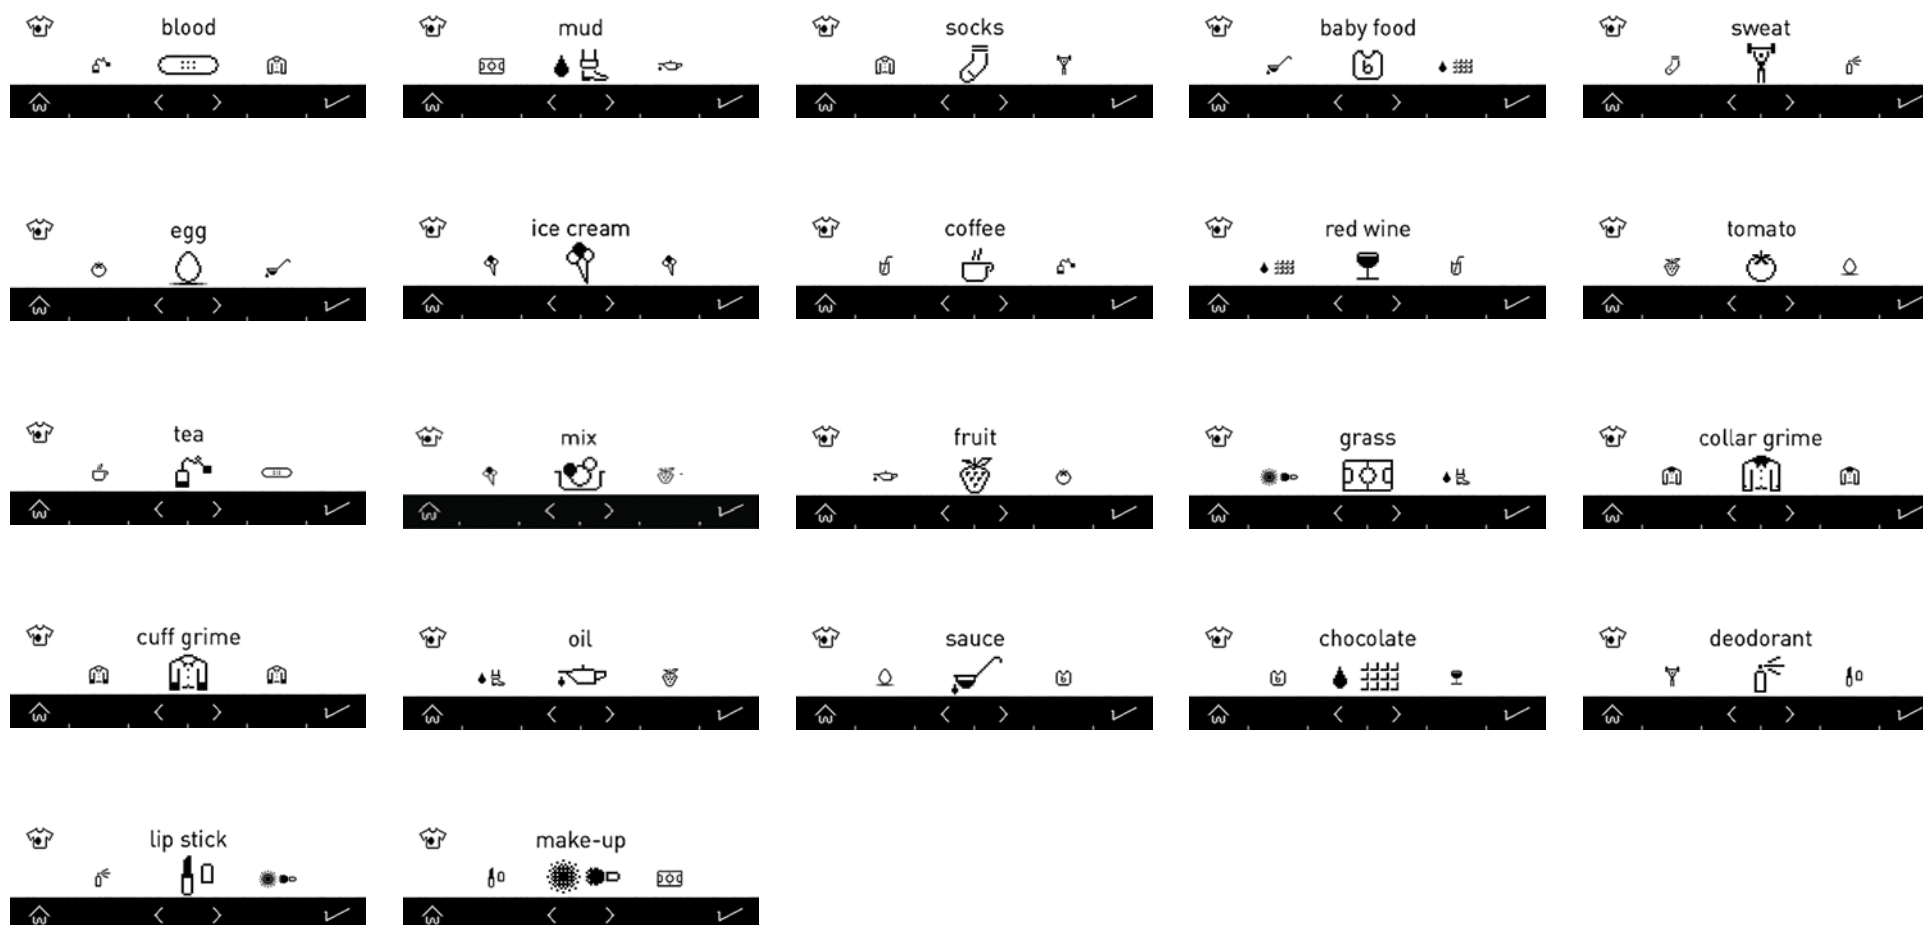 blood
mud
socks
baby food
sweat
egg
ice cream
coffee
red wine
tomato
tea
mix
fruit
grass
collar grime
cuff grime
oil
sauce
chocolate
deodorant
lip stick
make-up